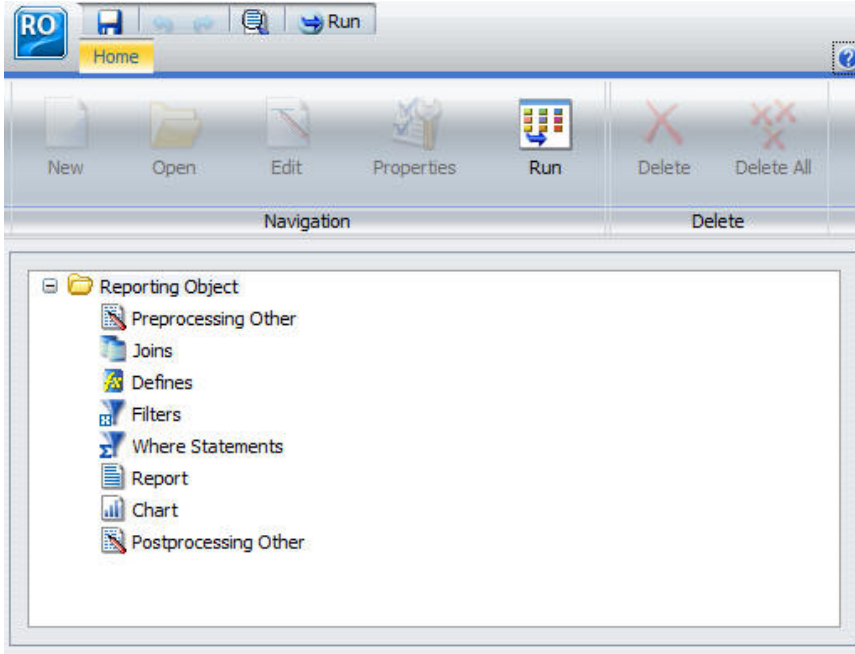 RO Run
Home
New Open Edit Properties Run Delete Delete All
Navigation Delete
Reporting Object
Preprocessing Other
Joins
Defines
Filters
Where Statements
Report
Chart
Postprocessing Other